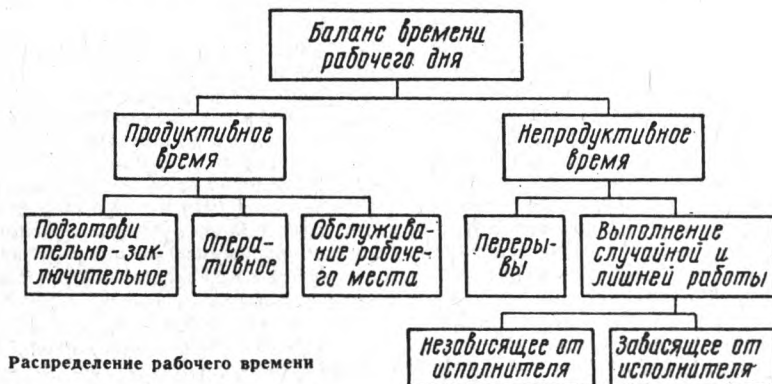 Баланс времени
рабочего дня
Продуктивное
время
Непродуктивное
время
Подготови
тельно-зак-
лючительное
Опера-
тивное
Обслужива-
ние рабоче-
го места
Переры-
вы
Выполнение
случайной и
лишней работы
Независящее от
исполнителя
Зависящее от
исполнителя
Распределение рабочего времени